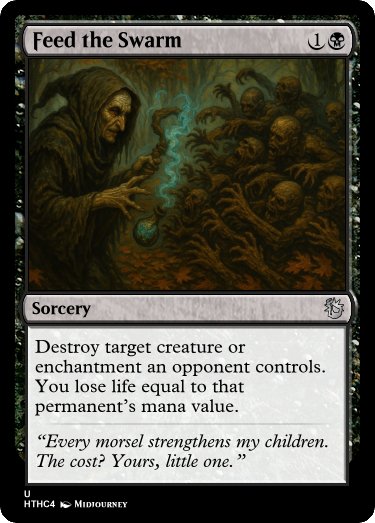 Feed the Swarm 1
Sorcery
Destroy target creature or
enchantment an opponent controls.
You lose life equal to that
permanent's mana value.
“Every morsel strengthens my children.
The cost? Yours, little one.”
U
HTHC4 Midjourney